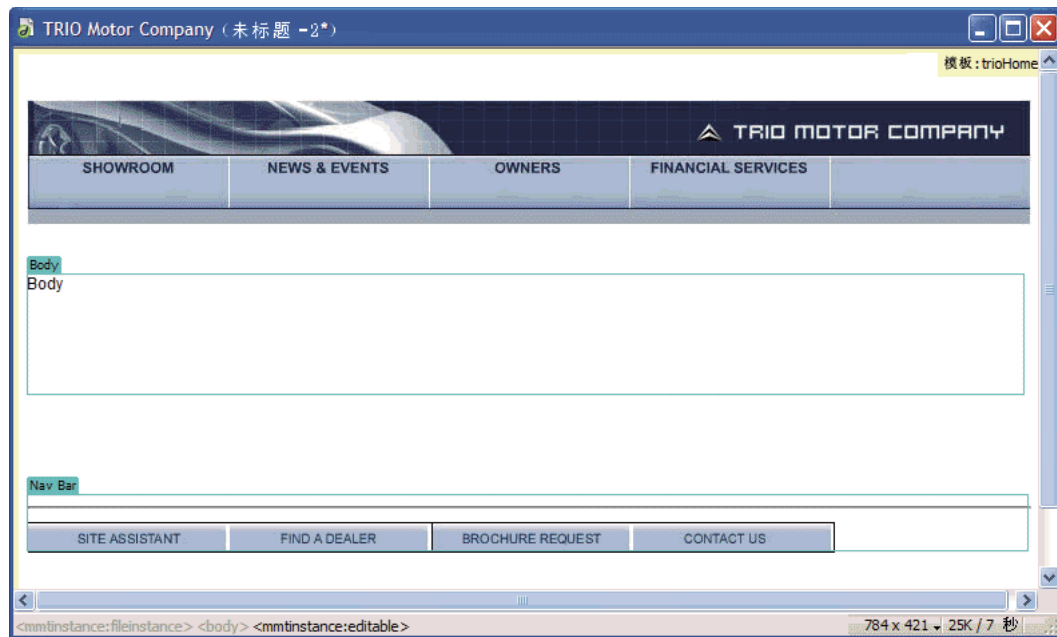 TRIO Motor Company (未标题 -2*)
模板:trioHome
TRIO MOTOR COMPANY
SHOWROOM NEWS & EVENTS OWNERS FINANCIAL SERVICES
Body
Body
Nav Bar
SITE ASSISTANT FIND A DEALER BROCHURE REQUEST CONTACT US
<mmtinstance:fileinstance> <body> <mmtinstance:editable> 784 x 421 25K / 7 秒